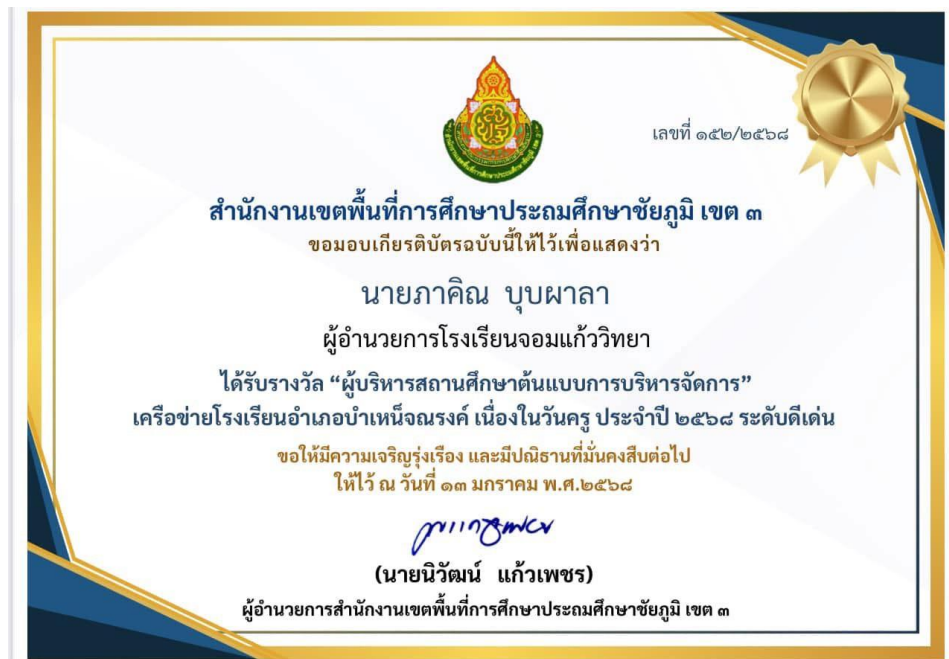 เลขที่ ๑๕๒/๒๕๖๘
สำนักงานเขตพื้นที่การศึกษาประถมศึกษาชัยภูมิ เขต ๓
ขอมอบเกียรติบัตรฉบับนี้ให้ไว้เพื่อแสดงว่า
นายภาคิณ บุบผาลา
ผู้อำนวยการโรงเรียนจอมแก้ววิทยา
ได้รับรางวัล “ผู้บริหารสถานศึกษาต้นแบบการบริหารจัดการ”
เครือข่ายโรงเรียนอำเภอบำเหน็จณรงค์ เนื่องในวันครู ประจำปี ๒๕๖๘ ระดับดีเด่น
ขอให้มีความเจริญรุ่งเรือง และมีปณิธานที่มั่นคงสืบต่อไป
ให้ไว้ ณ วันที่ ๑๓ มกราคม พ.ศ.๒๕๖๘
(นายนิวัฒน์ แก้วเพชร)
ผู้อำนวยการสำนักงานเขตพื้นที่การศึกษาประถมศึกษาชัยภูมิ เขต ๓